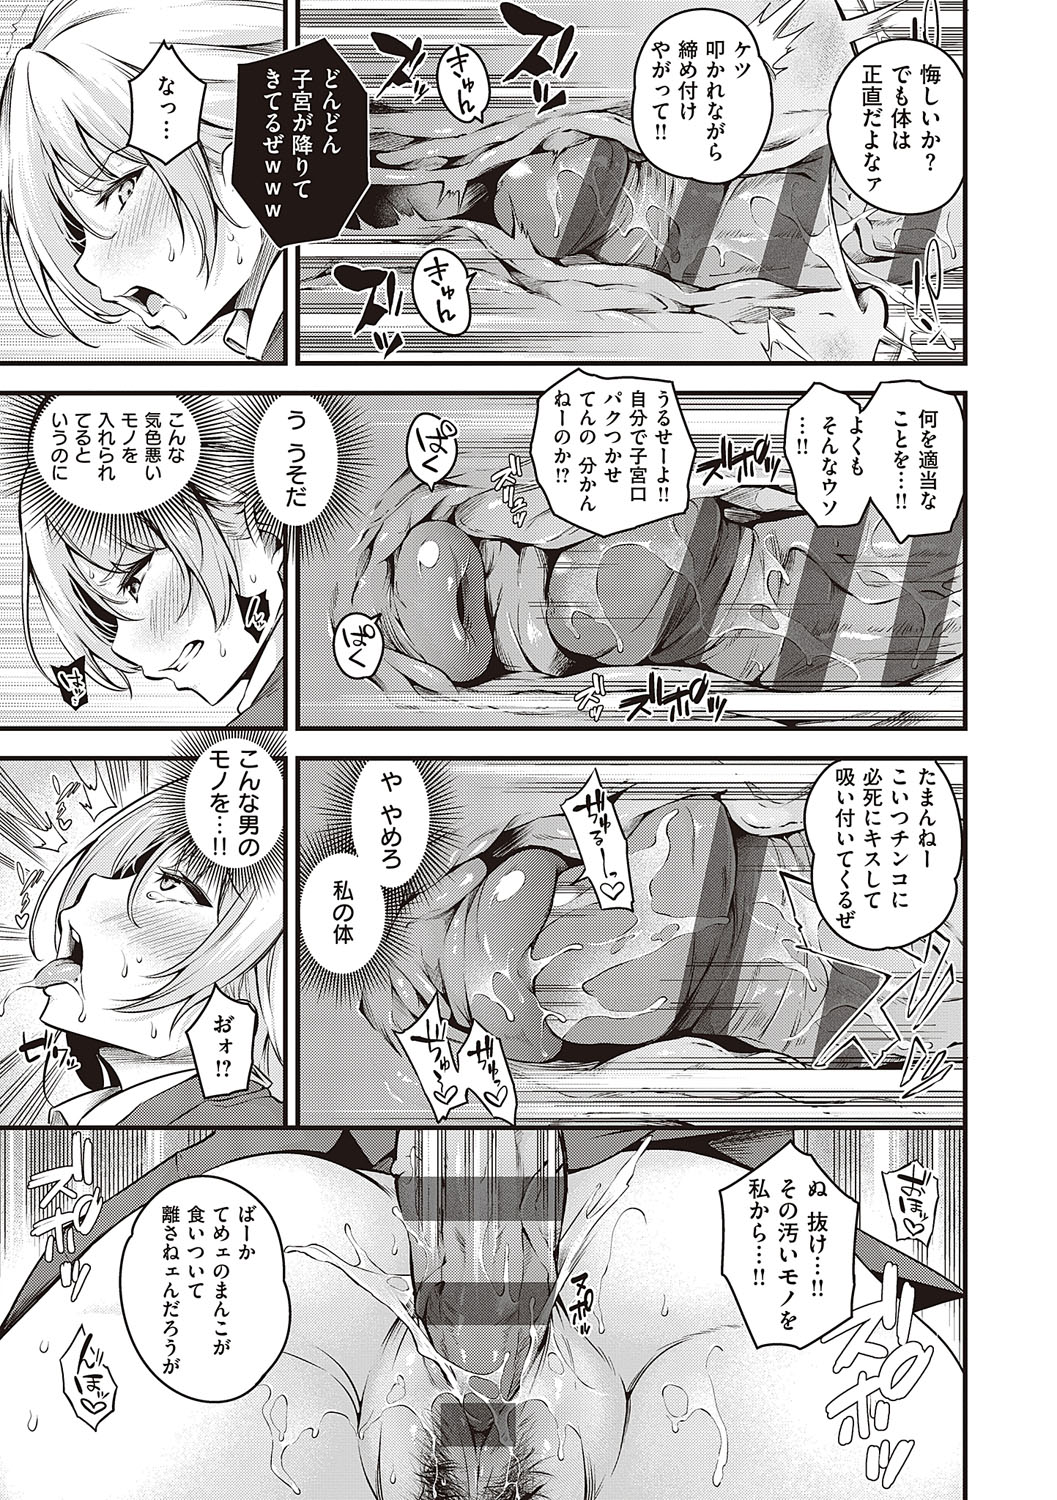 悔しいか?
でも体は
正直だよなァ
ケツ
叩かれながら
締め付け
やがって!!
きゅん
きゅん
どんどん
子宮が降りて
きてるぜwww
なっ…
何を適当な
ことを…!!
よくも
そんなウソ
…!!
うるせーよ!!
自分で子宮口
パクつかせ
てんの 分かん
ねーのか!?
ぱく
ぱく
う うそだ
こんな
気色悪い
モノを
入れられ
てると
いうのに
たまんねー
こいつチンコに
必死にキスして
吸い付いてくるぜ
や やめろ
私の体
こんな男の
モノを…!!
お゛ォ!?
ぬ 抜け…!!
その汚いモノを
私から…!!
ばーか
てめェのまんこが
食いついて
離さねェんだろうが